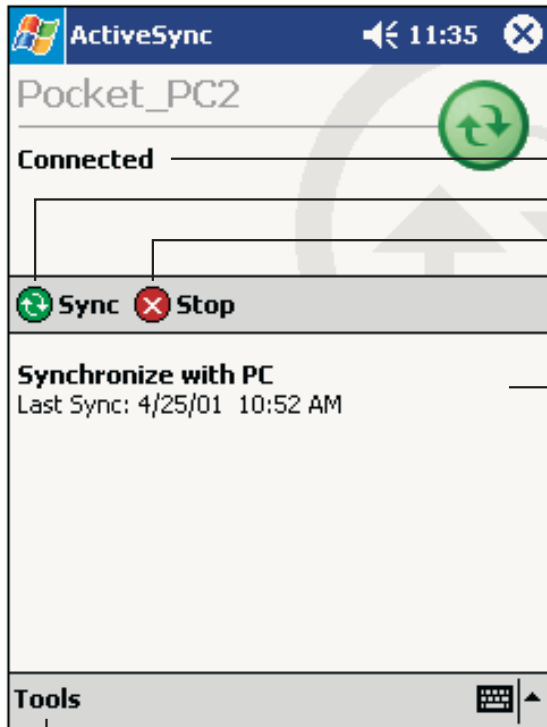 ActiveSync 11:35
Pocket_PC2
Connected
Sync Stop
Synchronize with PC
Last Sync: 4/25/01 10:52 AM
Tools